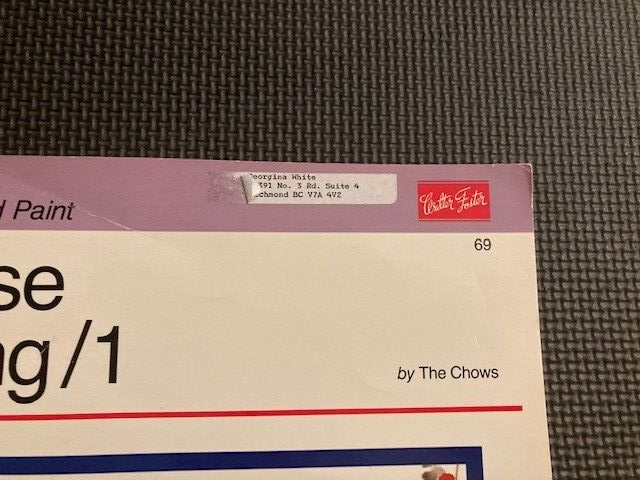 eorgina White
391 No. 3 Rd. Suite 4
chmond BC V7A 4V2
Walter Foster
d Paint
69
se
ng/1
by The Chows